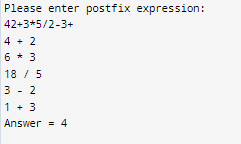 Please enter postfix expression:
42+3*5/2-3+
4 + 2
6 * 3
18 / 5
3 - 2
1 + 3
Answer = 4